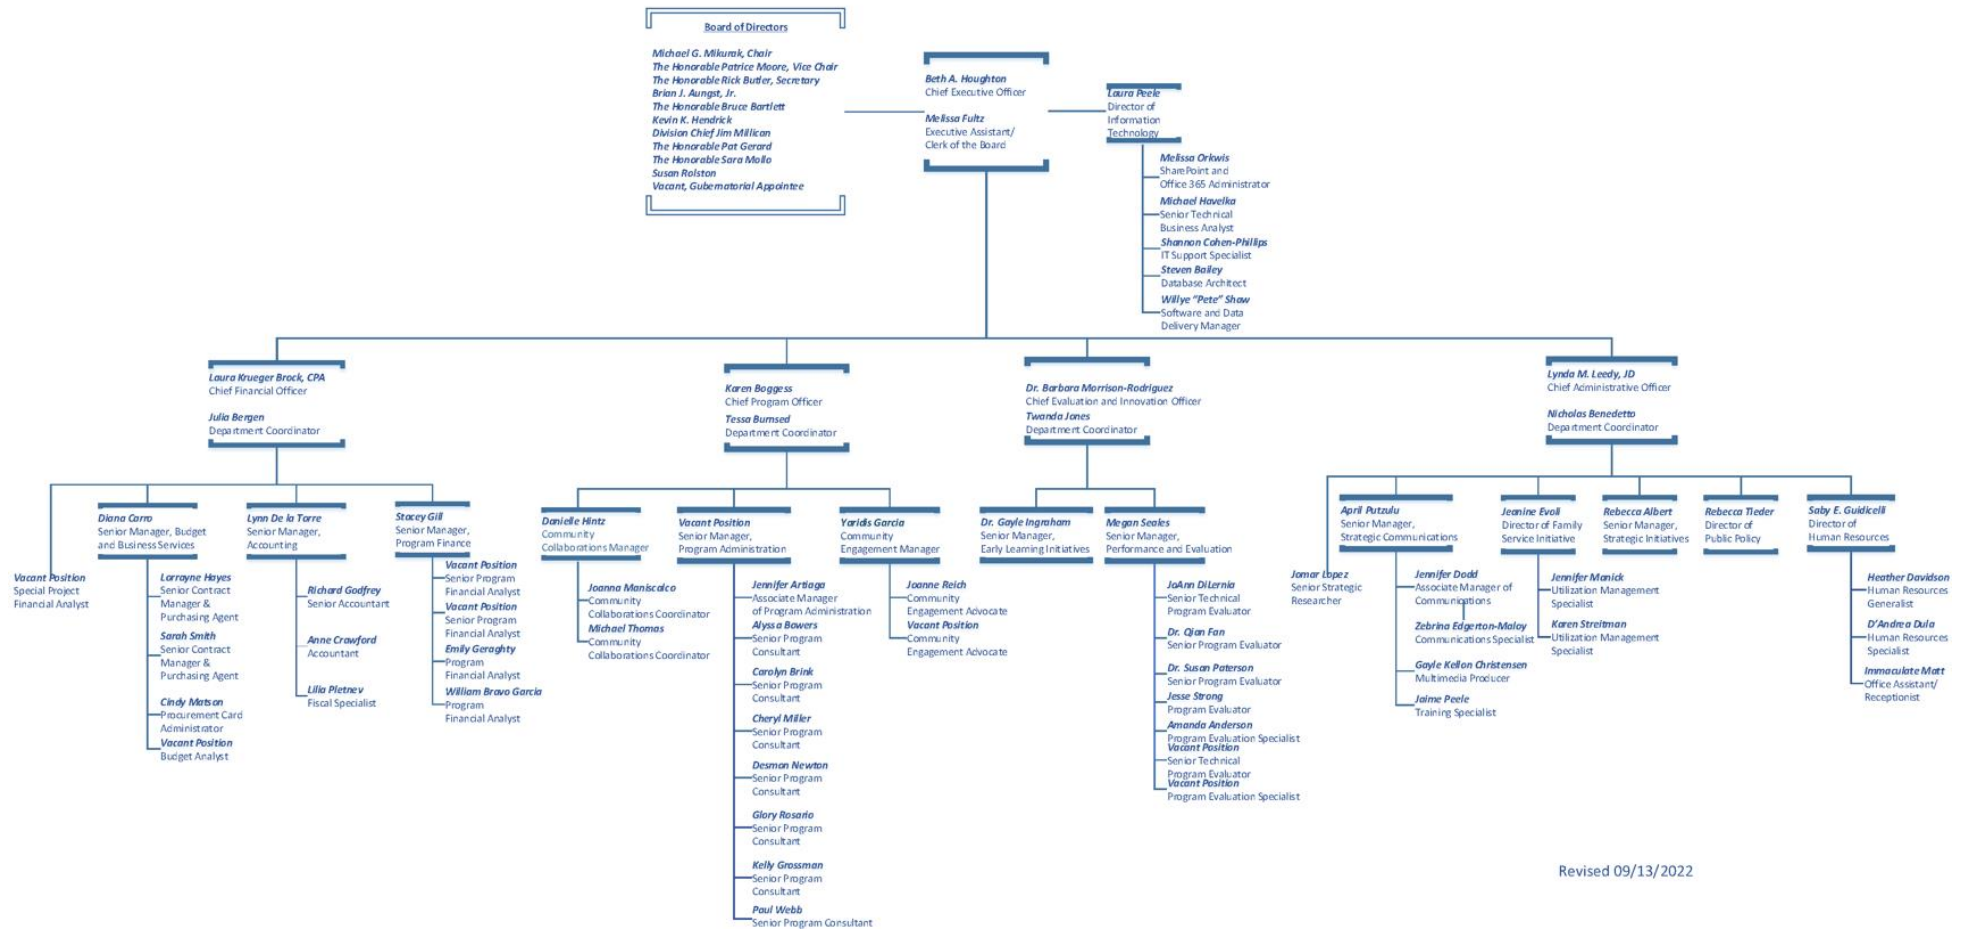 Board of Directors
Michael G. Mikurak, Chair
The Honorable Patrice Moore, Vice Chair
The Honorable Rick Butler, Secretary
Brian J. Aungst, Jr.
The Honorable Bruce Bartlett
Kevin K. Hendrick
Division Chief Jim Millican
The Honorable Pat Gerard
The Honorable Sara Mollo
Susan Rolston
Vacant, Gubernatorial Appointee
Beth A. Houghton
Chief Executive Officer
Melissa Fultz
Executive Assistant/
Clerk of the Board
Laura Peele
Director of
Information
Technology
Melissa Orkwis
SharePoint and
Office 365 Administrator
Michael Havelka
Senior Technical
Business Analyst
Shannon Cohen-Phillips
IT Support Specialist
Steven Bailey
Database Architect
Willye "Pete" Shaw
Software and Data
Delivery Manager
Laura Krueger Brock, CPA
Chief Financial Officer
Julia Bergen
Department Coordinator
Karen Boggess
Chief Program Officer
Tessa Burnsed
Department Coordinator
Dr. Barbara Morrison-Rodriguez
Chief Evaluation and Innovation Officer
Twanda Jones
Department Coordinator
Lynda M. Leedy, JD
Chief Administrative Officer
Nicholas Benedetto
Department Coordinator
Vacant Position
Special Project
Financial Analyst
Diana Carro
Senior Manager, Budget
and Business Services
Lorrayne Hayes
Senior Contract
Manager &
Purchasing Agent
Sarah Smith
Senior Contract
Manager &
Purchasing Agent
Cindy Matson
Procurement Card
Administrator
Vacant Position
Budget Analyst
Lynn De la Torre
Senior Manager,
Accounting
Richard Godfrey
Senior Accountant
Anne Crawford
Accountant
Lilia Pletnev
Fiscal Specialist
Stacey Gill
Senior Manager,
Program Finance
Vacant Position
Senior Program
Financial Analyst
Vacant Position
Senior Program
Financial Analyst
Emily Geraghty
Program
Financial Analyst
William Bravo Garcia
Program
Financial Analyst
Danielle Hintz
Community
Collaborations Manager
Joanna Maniscalco
Community
Collaborations Coordinator
Michael Thomas
Community
Collaborations Coordinator
Vacant Position
Senior Manager,
Program Administration
Jennifer Artiaga
Associate Manager
of Program Administration
Alyssa Bowers
Senior Program
Consultant
Carolyn Brink
Senior Program
Consultant
Cheryl Miller
Senior Program
Consultant
Desmon Newton
Senior Program
Consultant
Glory Rosario
Senior Program
Consultant
Kelly Grossman
Senior Program
Consultant
Paul Webb
Senior Program Consultant
Yaridis Garcia
Community
Engagement Manager
Joanne Reich
Community
Engagement Advocate
Vacant Position
Community
Engagement Advocate
Dr. Gayle Ingraham
Senior Manager,
Early Learning Initiatives
Megan Seales
Senior Manager,
Performance and Evaluation
JoAnn DiLernia
Senior Technical
Program Evaluator
Dr. Qian Fan
Senior Program Evaluator
Dr. Susan Paterson
Senior Program Evaluator
Jesse Strong
Program Evaluator
Amanda Anderson
Program Evaluation Specialist
Vacant Position
Senior Technical
Program Evaluator
Vacant Position
Program Evaluation Specialist
Jomar Lopez
Senior Strategic
Researcher
April Putzulu
Senior Manager,
Strategic Communications
Jennifer Dodd
Associate Manager of
Communications
Zebrina Edgerton-Maloy
Communications Specialist
Gayle Kellon Christensen
Multimedia Producer
Jaime Peele
Training Specialist
Jeanine Evoli
Director of Family
Service Initiative
Jennifer Manick
Utilization Management
Specialist
Karen Streitman
Utilization Management
Specialist
Rebecca Albert
Senior Manager,
Strategic Initiatives
Rebecca Tieder
Director of
Public Policy
Saby E. Guidicelli
Director of
Human Resources
Heather Davidson
Human Resources
Generalist
D'Andrea Dula
Human Resources
Specialist
Immaculate Matt
Office Assistant/
Receptionist
Revised 09/13/2022